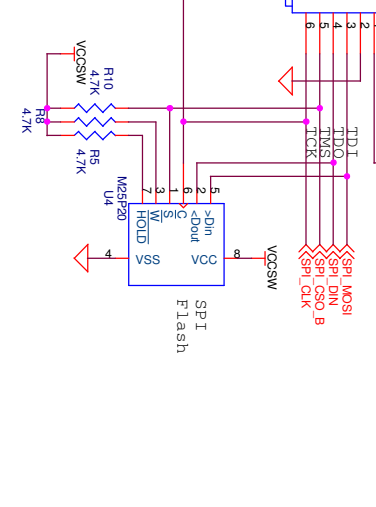 6
5
4
3
2
VCCSW
R10
4.7K
R8
4.7K
R5
4.7K
TCK
TMS
TDO
TDI
M25P20
U4
7
3
1
6
2
5
HOLD
W
S
C
<Dout
>Din
4
VSS
VCC
8
VCCSW
SPI_CLK
SPI_CSO_B
SPI_DIN
SPI_MOSI
SPI
Flash